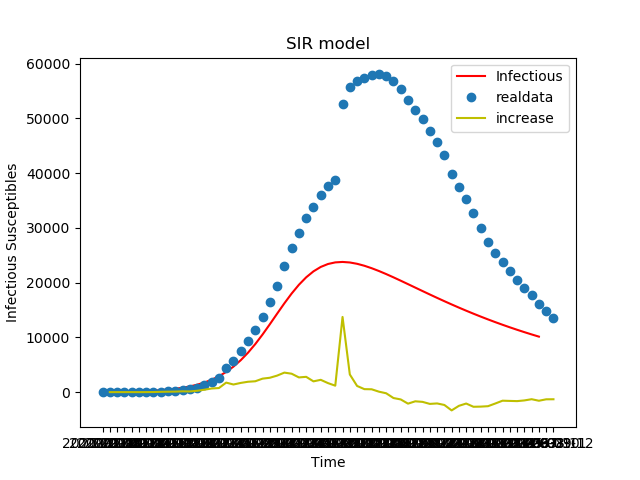 SIR model
Infectious
realdata
increase
60000
50000
40000
30000
20000
10000
0
Infectious Susceptibles
Time